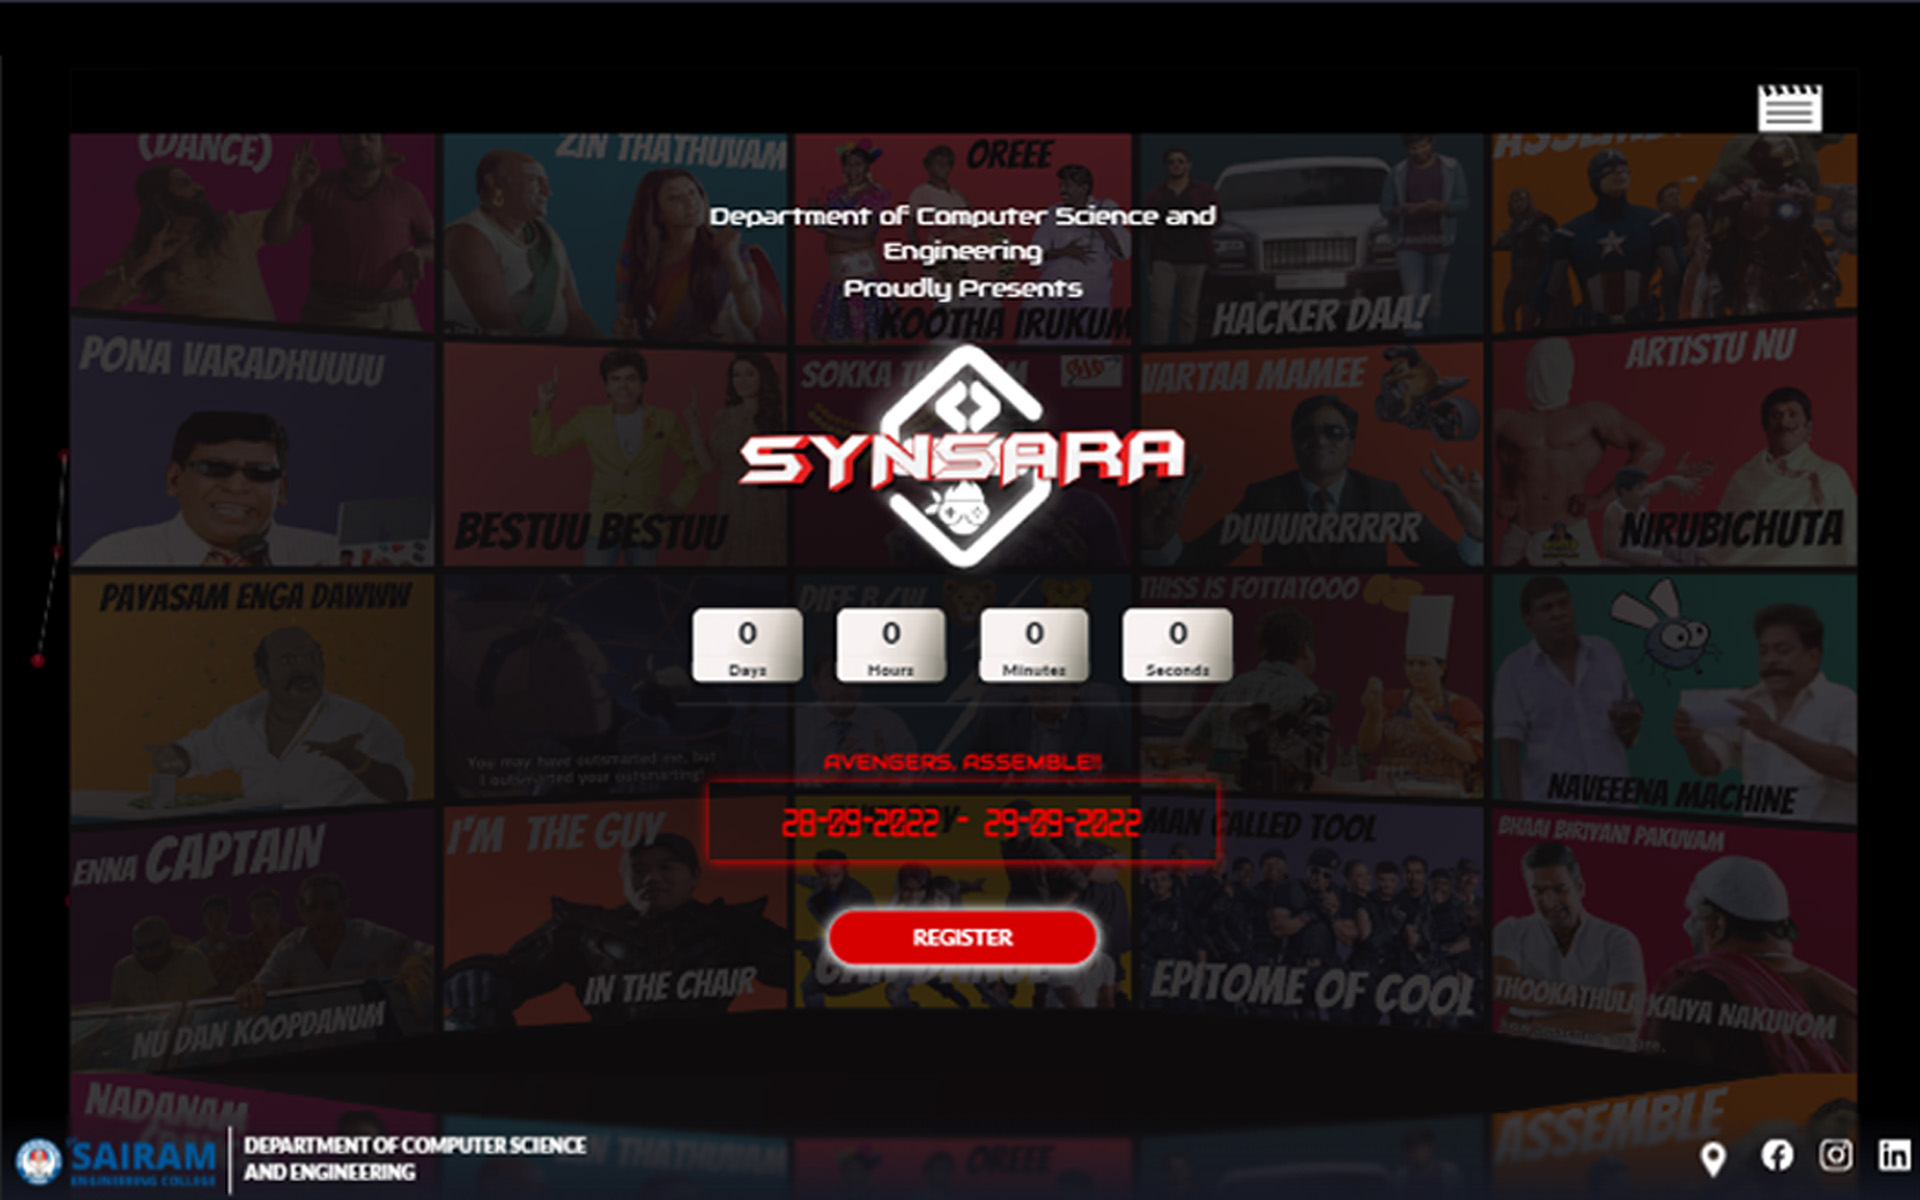 (DANCE)
ZIN THATHUVAM
OREEE
Department of Computer Science and
Engineering
Proudly Presents
KOOTHA IRUKUM
HACKER DAA!
PONA VARADHUUUU
SOKKA
VARTAA MAMEE
ARTISTU NU
SYNSARA
BESTUU BESTUU
DUUURRRRRR
NIRUBICHUTA
PAYASAM ENGA DAWWW
DIFF B/W
THISS IS FOTTATOOO
0
Days
0
Hours
0
Minutes
0
Seconds
You may have outsmarted me, but
I outsmarted your outsmarting!
NAVEEENA MACHINE
AVENGERS, ASSEMBLE!!
28-09-2022 - 29-09-2022
ENNA CAPTAIN
I'M THE GUY
MAN CALLED TOOL
BHAAI BIRIYANI PAKUVAM
REGISTER
NU DAN KOOPDANUM
IN THE CHAIR
EPITOME OF COOL
THOOKATHULA KAIYA NAKUVOM
NADANAM
ZIN THATHUVAM
OREEE
ASSEMBLE
SAIRAM
ENGINEERING COLLEGE
DEPARTMENT OF COMPUTER SCIENCE
AND ENGINEERING